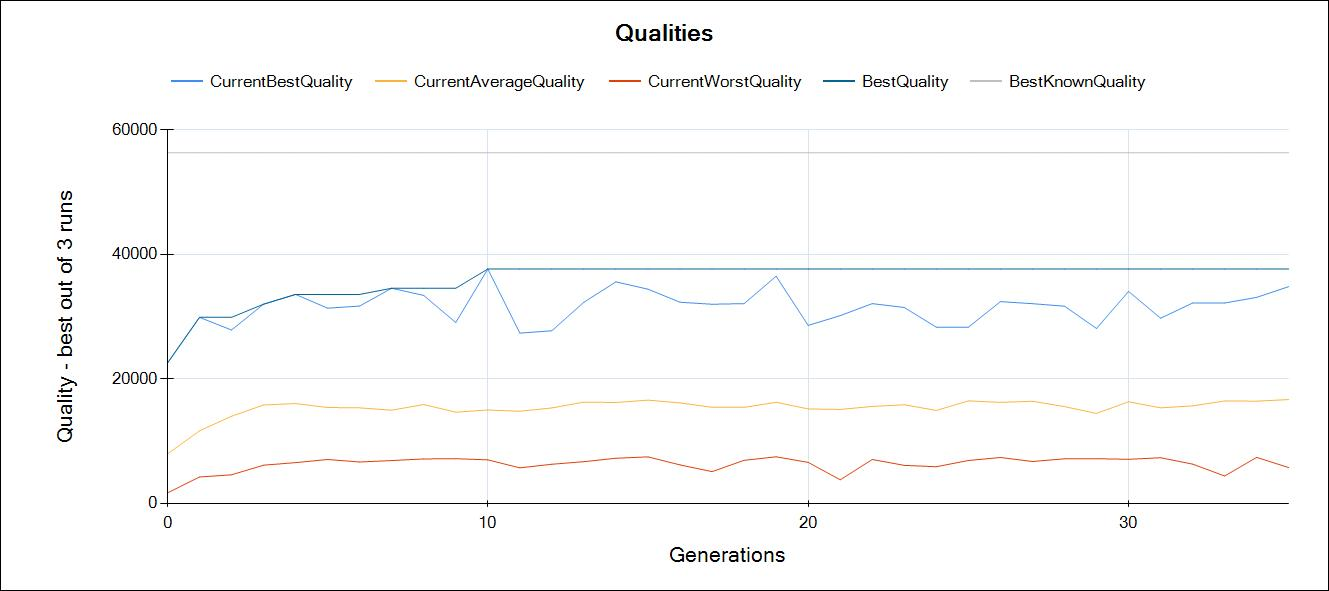 Qualities
CurrentBestQuality CurrentAverageQuality CurrentWorstQuality BestQuality BestKnownQuality
60000
40000
20000
0
Quality - best out of 3 runs
0 10 20 30
Generations